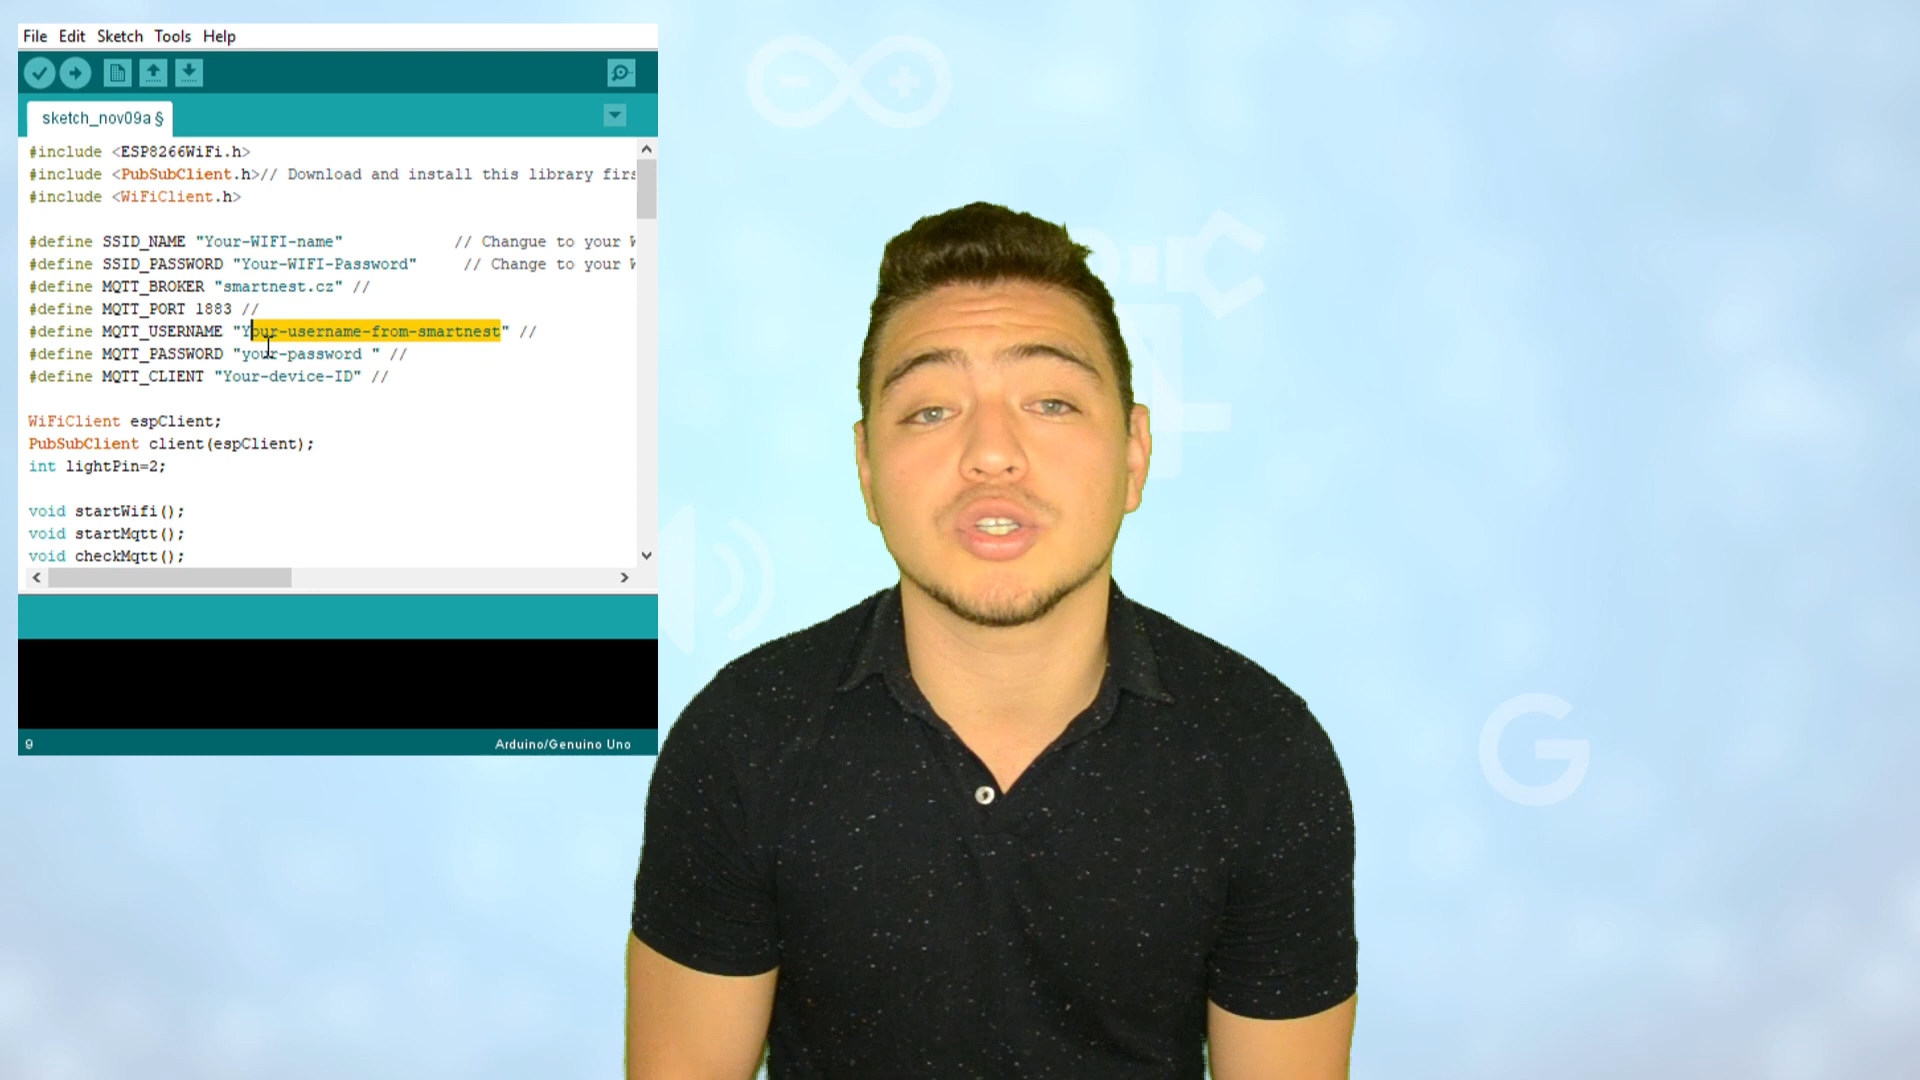 File Edit Sketch Tools Help
sketch_nov09a §
#include <ESP8266WiFi.h>
#include <PubSubClient.h>// Download and install this library firs
#include <WiFiClient.h>
#define SSID_NAME "Your-WIFI-name" // Changue to your W
#define SSID_PASSWORD "Your-WIFI-Password" // Change to your W
#define MQTT_BROKER "smartnest.cz" //
#define MQTT_PORT 1883 //
#define MQTT_USERNAME "Your-username-from-smartnest" //
#define MQTT_PASSWORD "your-password " //
#define MQTT_CLIENT "Your-device-ID" //
WiFiClient espClient;
PubSubClient client(espClient);
int lightPin=2;
void startWifi();
void startMqtt();
void checkMqtt();
9 Arduino/Genuino Uno
G